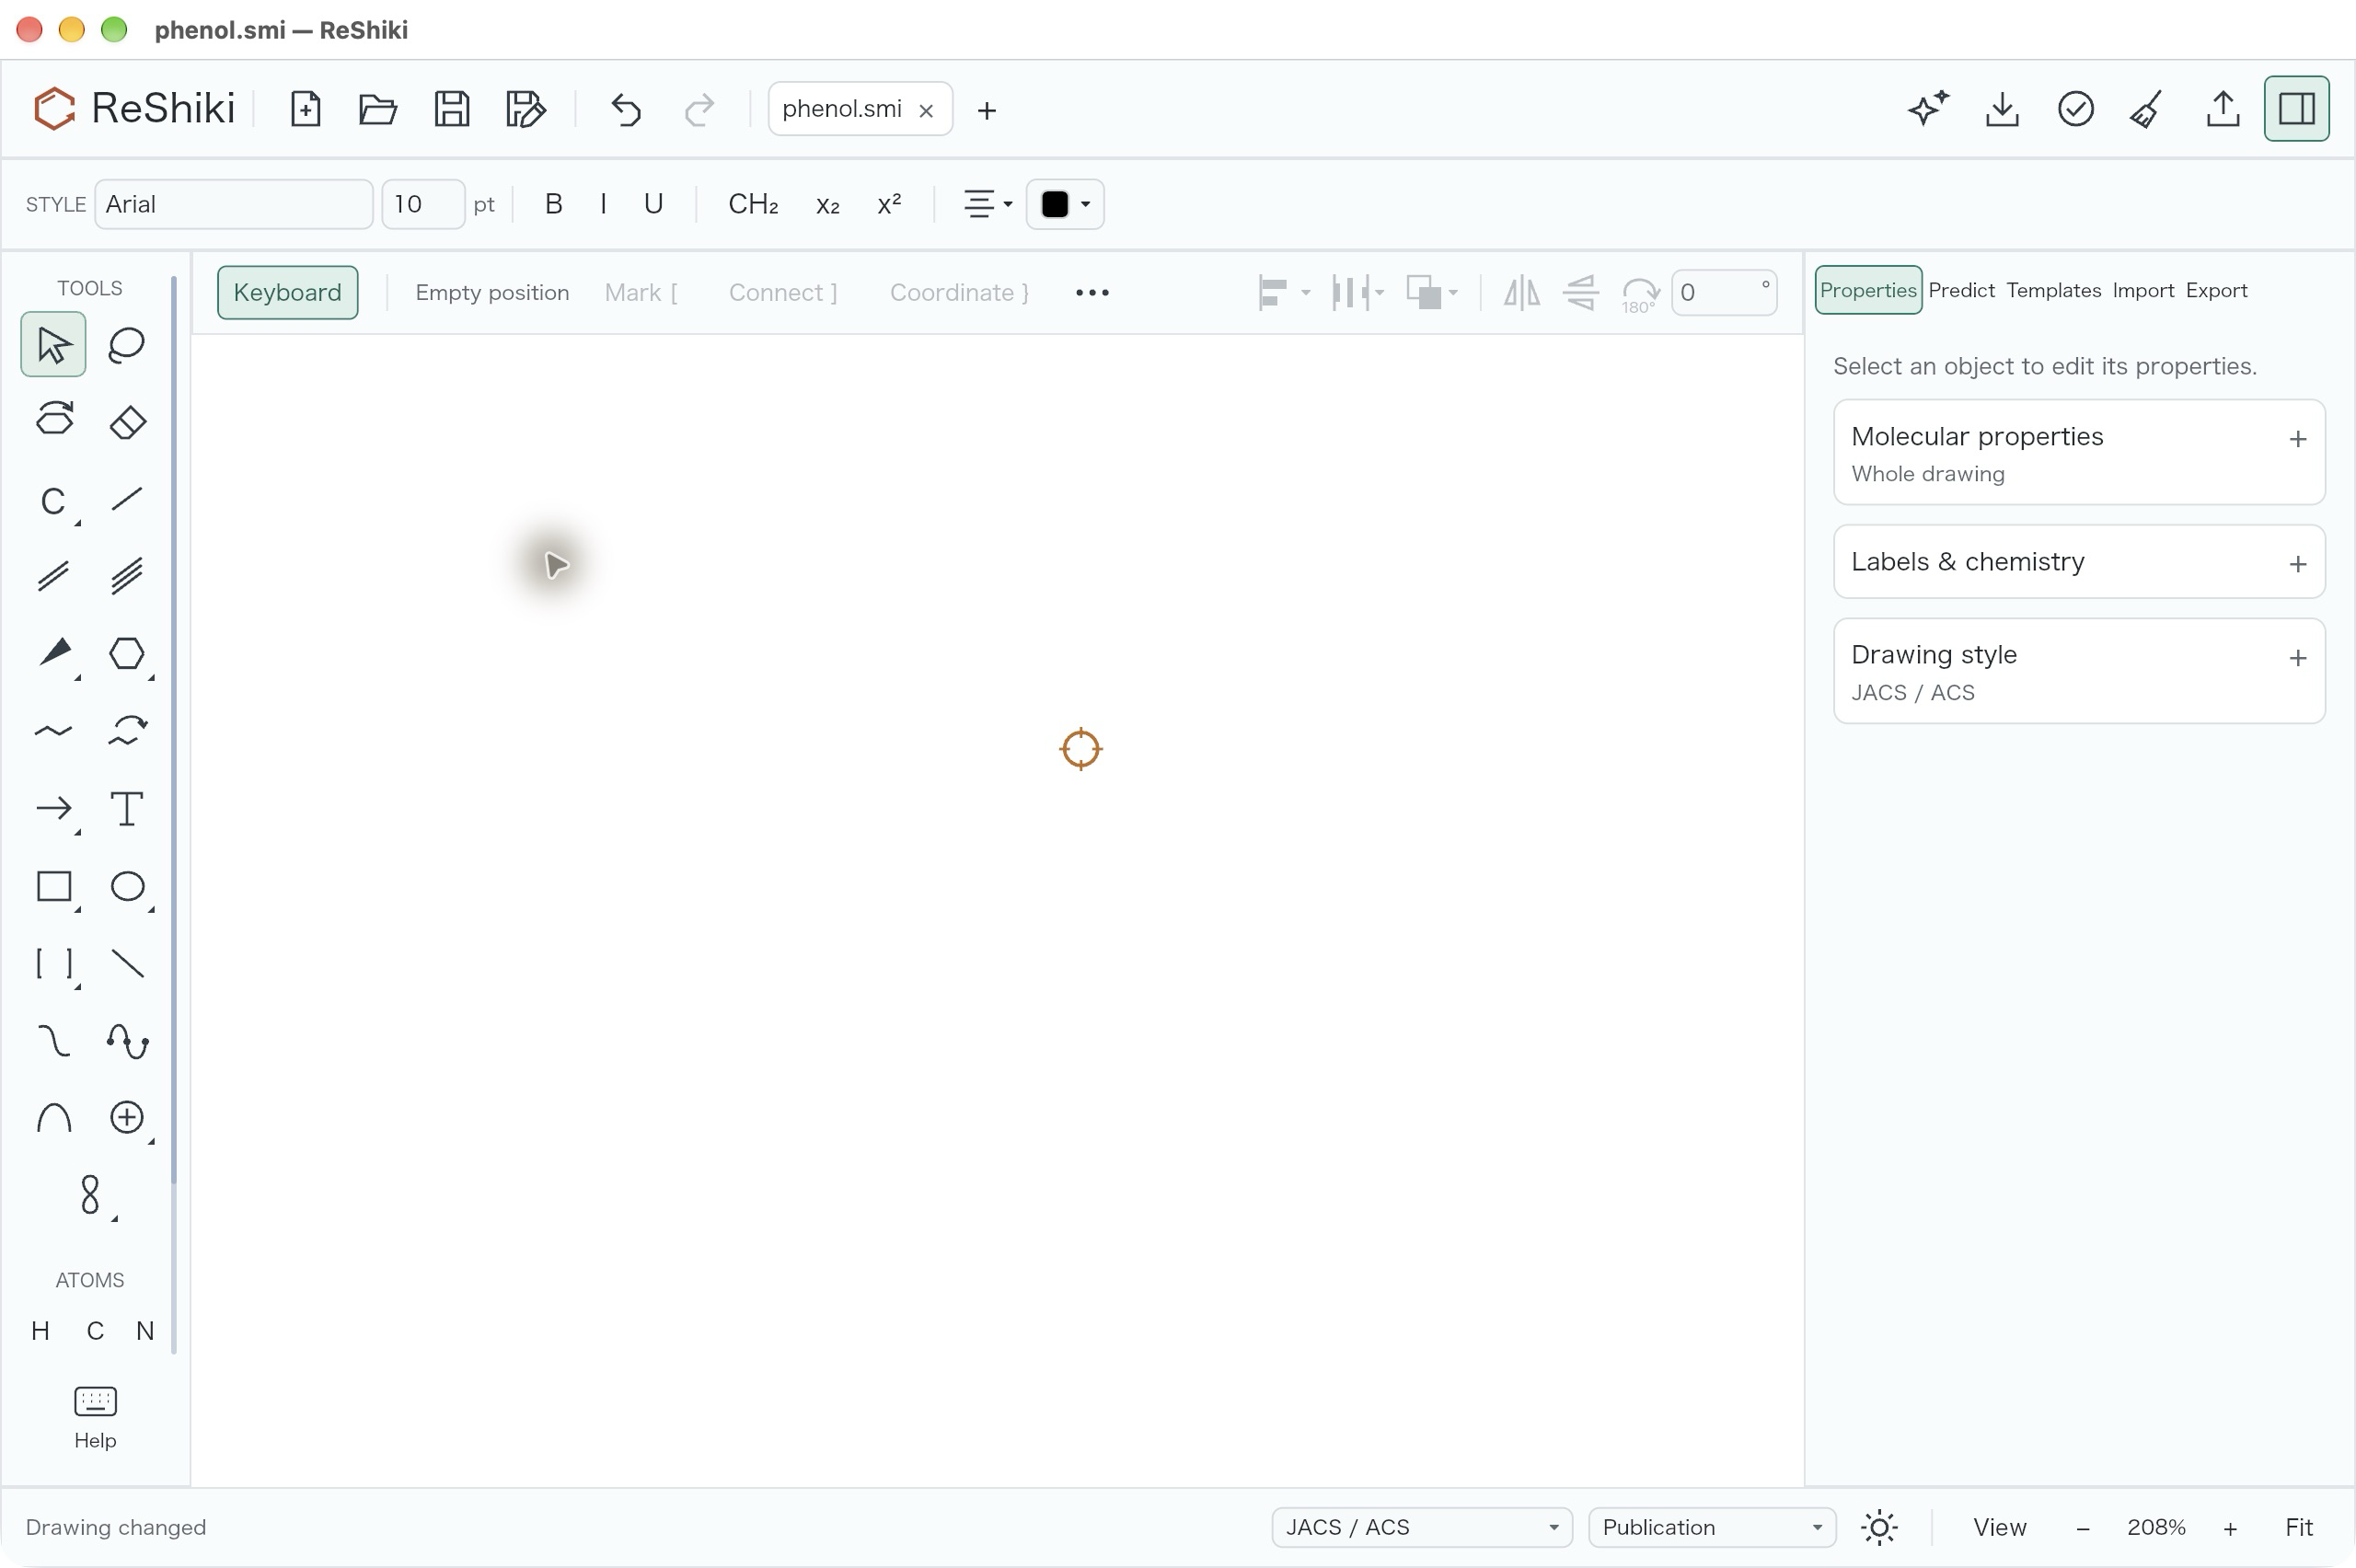 phenol.smi — ReShiki
ReShiki
phenol.smi ×
+
STYLE Arial 10 pt B I U CH₂ x₂ x²
TOOLS
C
T
ATOMS
H C N
Help
Keyboard Empty position Mark [ Connect ] Coordinate } ••• 180° 0 °
Properties Predict Templates Import Export
Select an object to edit its properties.
Molecular properties +
Whole drawing
Labels & chemistry +
Drawing style +
JACS / ACS
Drawing changed JACS / ACS Publication View − 208% + Fit